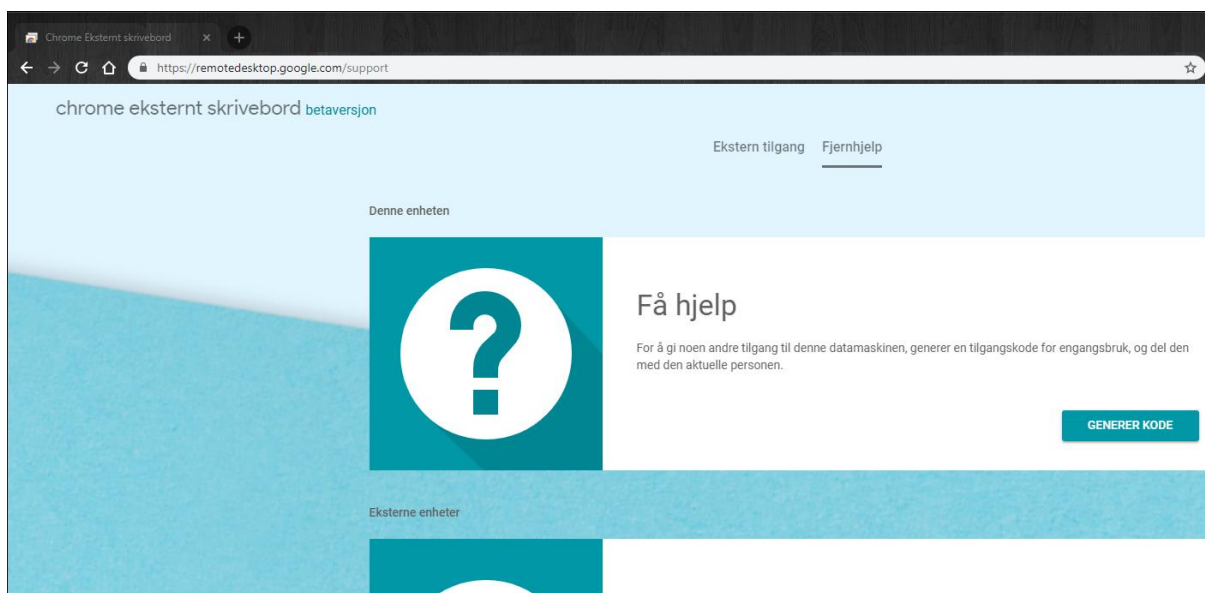 Chrome Eksternt skrivebord
https://remotedesktop.google.com/support
chrome eksternt skrivebord betaversjon
Ekstern tilgang Fjernhjelp
Denne enheten
Få hjelp
For å gi noen andre tilgang til denne datamaskinen, generer en tilgangskode for engangsbruk, og del den
med den aktuelle personen.
GENERER KODE
Eksterne enheter